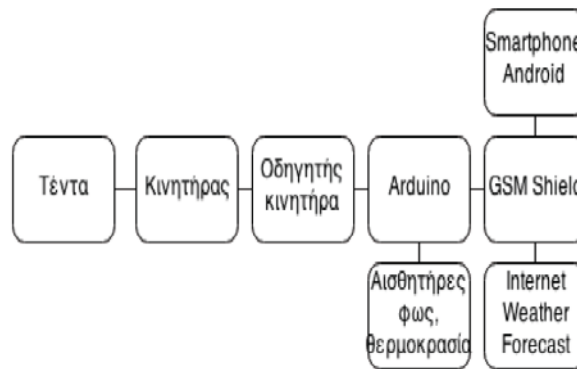 Smartphone
Android
Τέντα
Κινητήρας
Οδηγητής
κινητήρα
Arduino
GSM Shield
Αισθητήρες
φως,
θερμοκρασία
Internet
Weather
Forecast